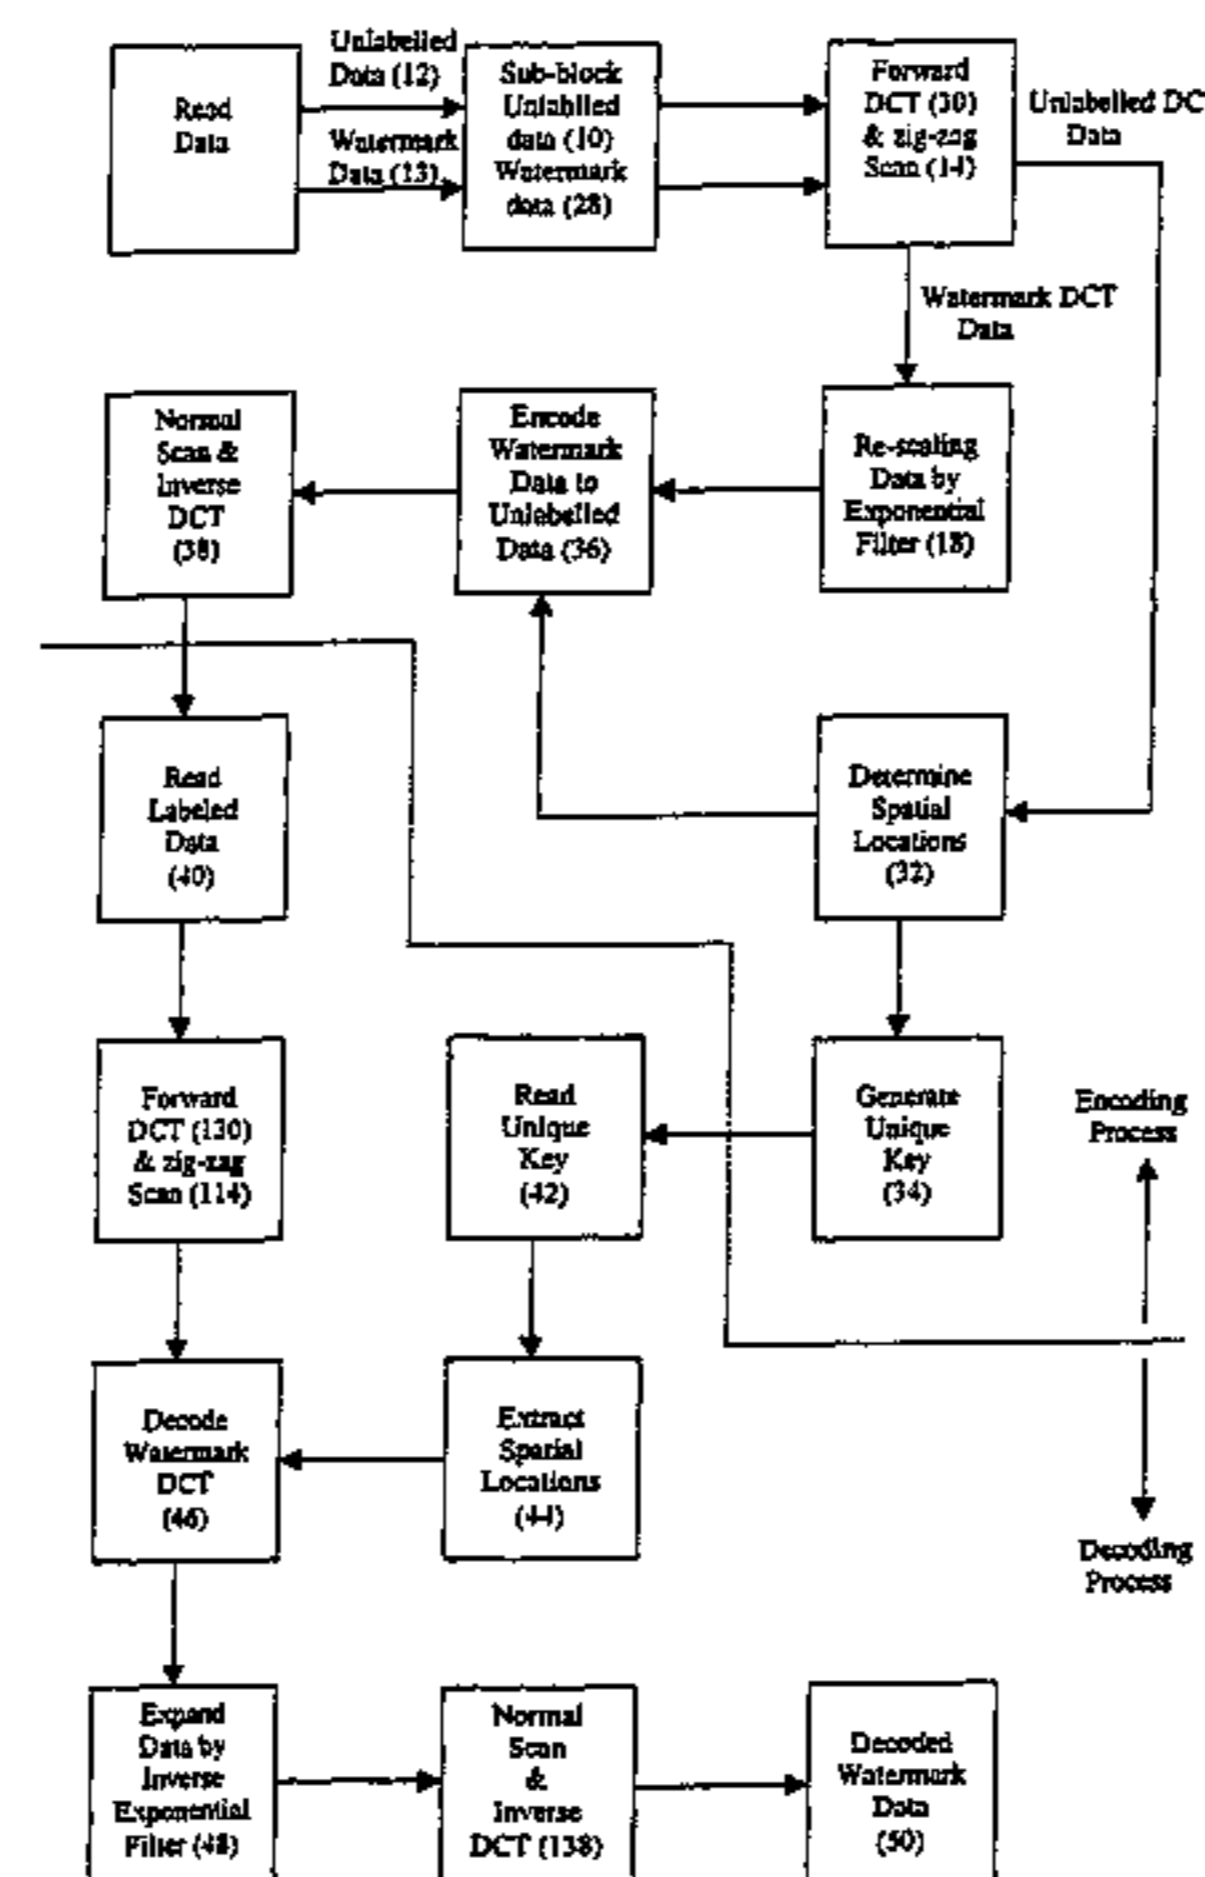 Read
Data
Unlabelled
Data (12)
Watermark
Data (13)
Sub-block
Unlablled
data (10)
Watermark
data (28)
Forward
DCT (30)
& zig-zag
Scan (14)
Unlabelled DC
Data
Watermark DCT
Data
Normal
Scan &
Inverse
DCT
(38)
Encode
Watermark
Data to
Unlabelled
Data (36)
Re-scaling
Data by
Exponential
Filter (18)
Read
Labeled
Data
(40)
Determine
Spatial
Locations
(32)
Forward
DCT (130)
& zig-zag
Scan (114)
Read
Unique
Key
(42)
Generate
Unique
Key
(34)
Encoding
Process
Decode
Watermark
DCT
(46)
Extract
Spatial
Locations
(44)
Decoding
Process
Expand
Data by
Inverse
Exponential
Filter (48)
Normal
Scan
&
Inverse
DCT (138)
Decoded
Watermark
Data
(50)